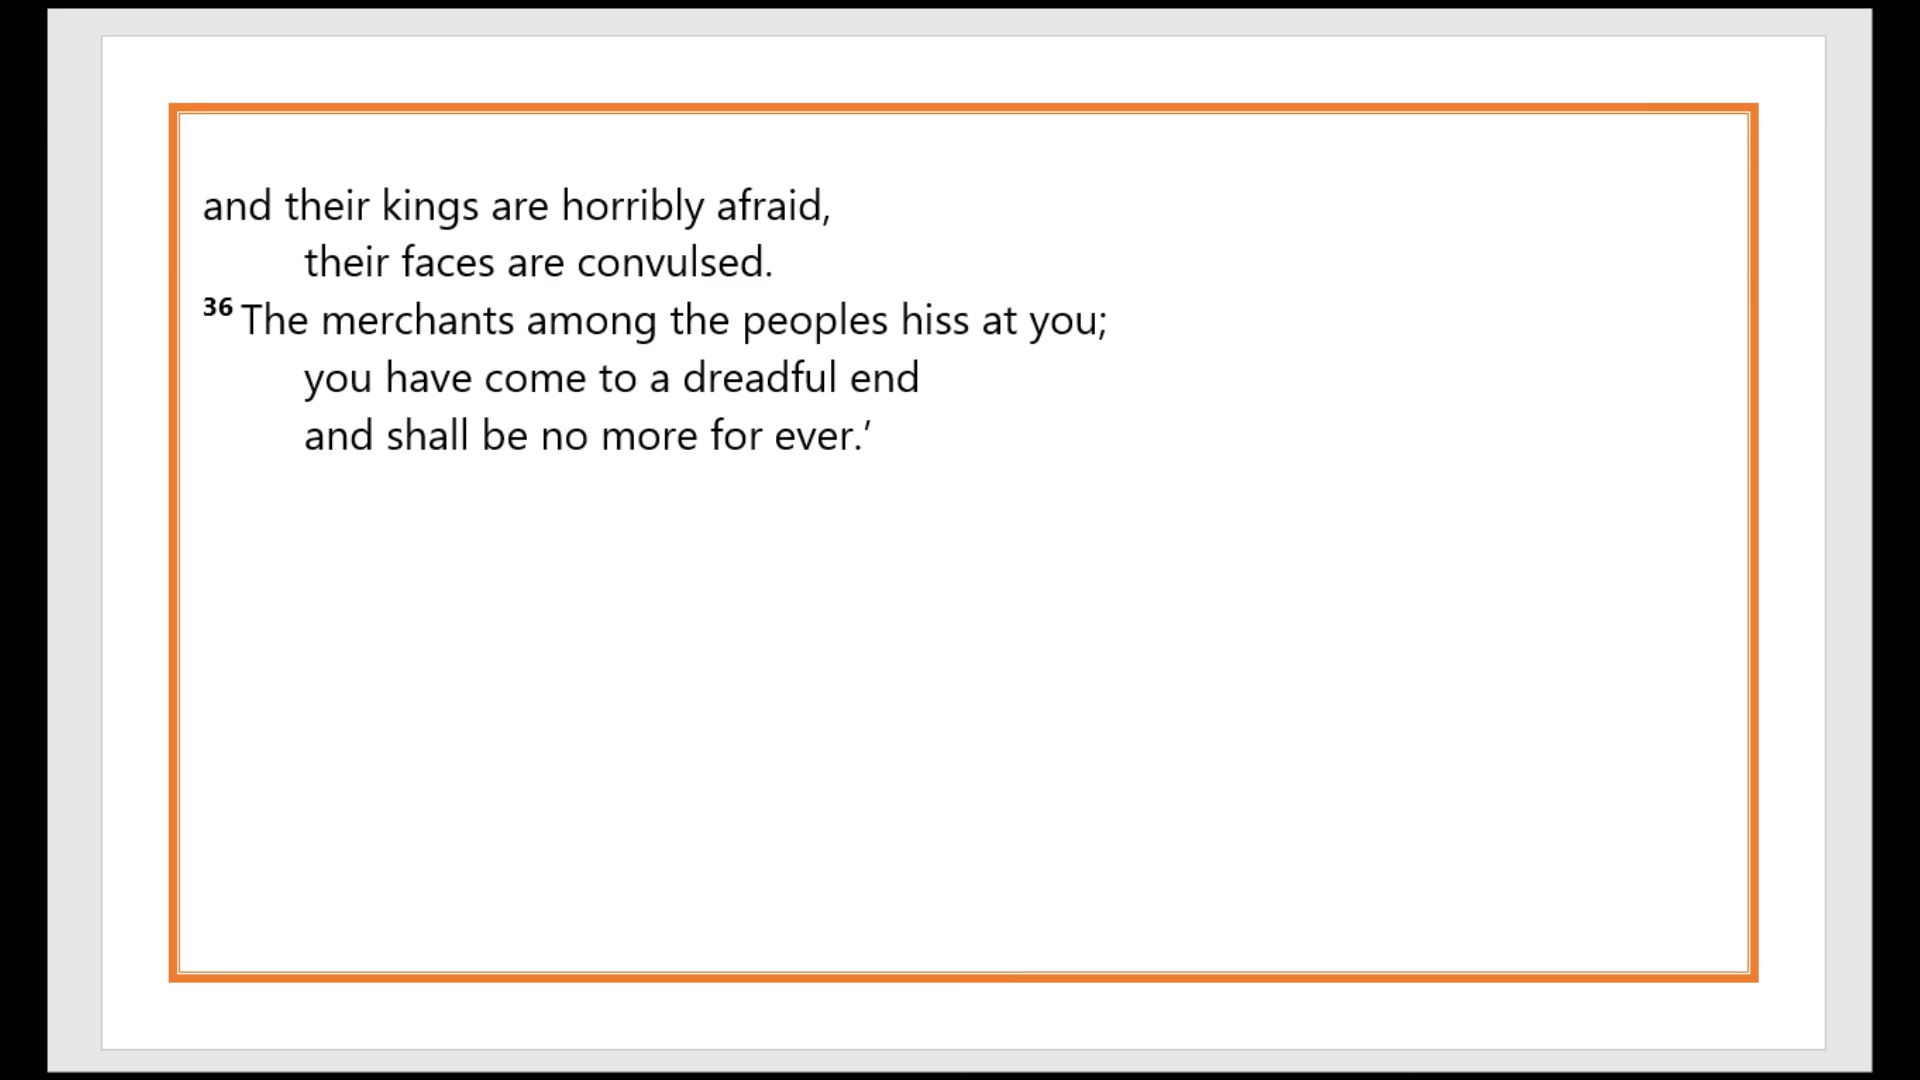 and their kings are horribly afraid,
their faces are convulsed.
36 The merchants among the peoples hiss at you;
you have come to a dreadful end
and shall be no more for ever.’